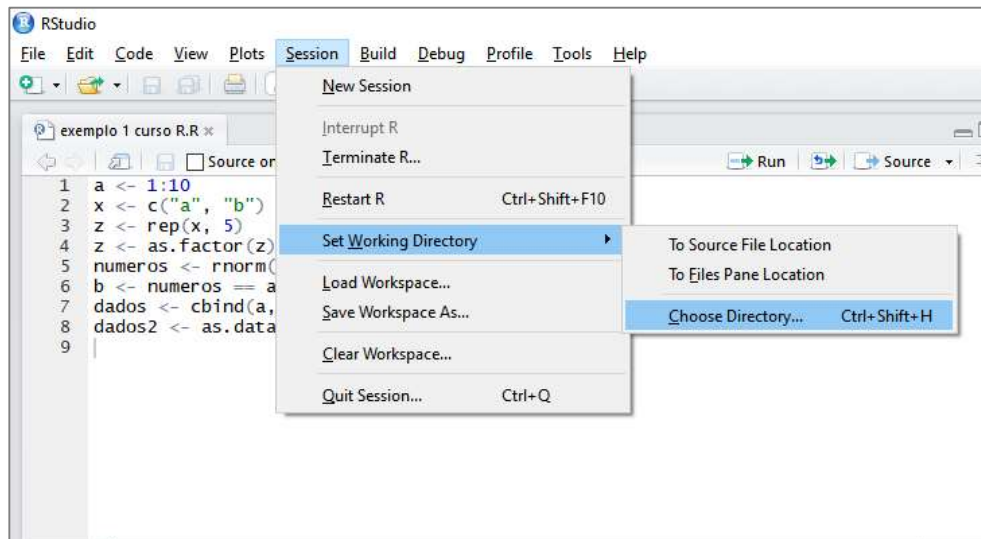 RStudio
File Edit Code View Plots Session Build Debug Profile Tools Help
New Session
Interrupt R
Terminate R...
Restart R Ctrl+Shift+F10
Set Working Directory
Load Workspace...
Save Workspace As...
Clear Workspace...
Quit Session... Ctrl+Q
To Source File Location
To Files Pane Location
Choose Directory... Ctrl+Shift+H
exemplo 1 curso R.R
Source or
Run Source
1 a <- 1:10
2 x <- c("a", "b")
3 z <- rep(x, 5)
4 z <- as.factor(z)
5 numeros <- rnorm(
6 b <- numeros == a
7 dados <- cbind(a,
8 dados2 <- as.data
9